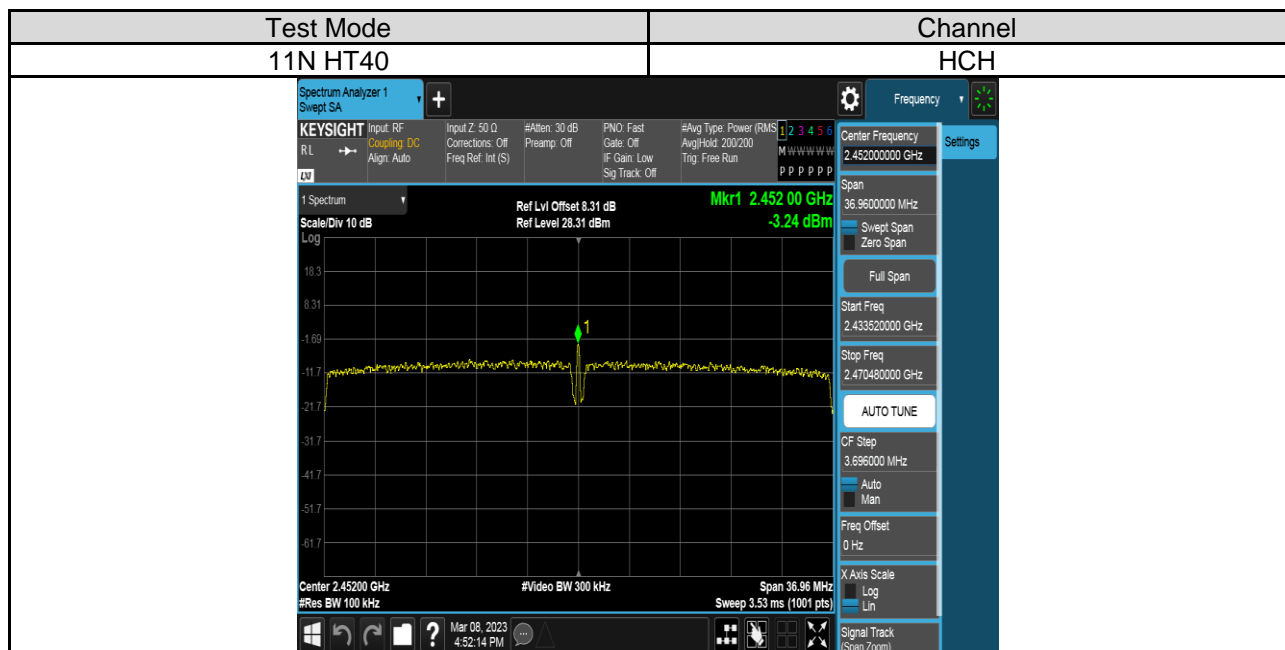 Test Mode Channel
11N HT40 HCH
Spectrum Analyzer 1
Swept SA
+
Frequency
KEYSIGHT Input: RF Input Z: 50 Ω #Atten: 30 dB PNO: Fast #Avg Type: Power (RMS 1 2 3 4 5 6
RL Coupling: DC Corrections: Off Preamp: Off Gate: Off Avg|Hold: 200/200 M W W W W W
Align: Auto Freq Ref: Int (S) IF Gain: Low Trig: Free Run
LXI Sig Track: Off P P P P P P
1 Spectrum Ref Lvl Offset 8.31 dB Mkr1 2.452 00 GHz
Scale/Div 10 dB Ref Level 28.31 dBm -3.24 dBm
Log
18.3
8.31
1
-1.69
-11.7
-21.7
-31.7
-41.7
-51.7
-61.7
Center 2.45200 GHz #Video BW 300 kHz Span 36.96 MHz
#Res BW 100 kHz Sweep 3.53 ms (1001 pts)
? Mar 08, 2023
4:52:14 PM
Center Frequency
2.452000000 GHz
Settings
Span
36.9600000 MHz
Swept Span
Zero Span
Full Span
Start Freq
2.433520000 GHz
Stop Freq
2.470480000 GHz
AUTO TUNE
CF Step
3.696000 MHz
Auto
Man
Freq Offset
0 Hz
X Axis Scale
Log
Lin
Signal Track
(Span Zoom)